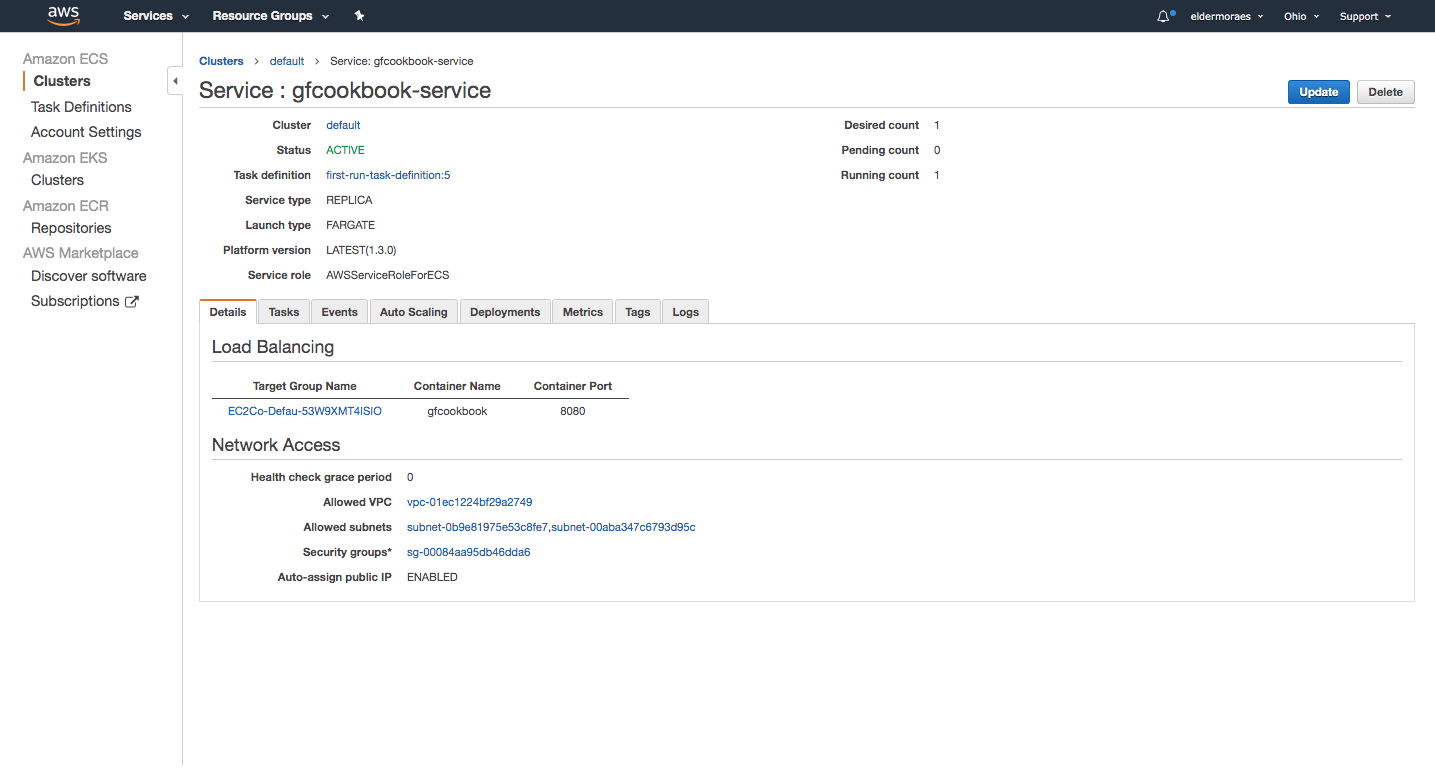 aws Services Resource Groups eldermoraes Ohio Support
Amazon ECS
Clusters
Task Definitions
Account Settings
Amazon EKS
Clusters
Amazon ECR
Repositories
AWS Marketplace
Discover software
Subscriptions
Clusters > default > Service: gfcookbook-service
Service : gfcookbook-service
Update Delete
Cluster default
Status ACTIVE
Task definition first-run-task-definition:5
Service type REPLICA
Launch type FARGATE
Platform version LATEST(1.3.0)
Service role AWSServiceRoleForECS
Desired count 1
Pending count 0
Running count 1
Details Tasks Events Auto Scaling Deployments Metrics Tags Logs
Load Balancing
Target Group Name Container Name Container Port
EC2Co-Defau-53W9XMT4ISIO gfcookbook 8080
Network Access
Health check grace period 0
Allowed VPC vpc-01ec1224bf29a2749
Allowed subnets subnet-0b9e81975e53c8fe7,subnet-00aba347c6793d95c
Security groups* sg-00084aa95db46dda6
Auto-assign public IP ENABLED